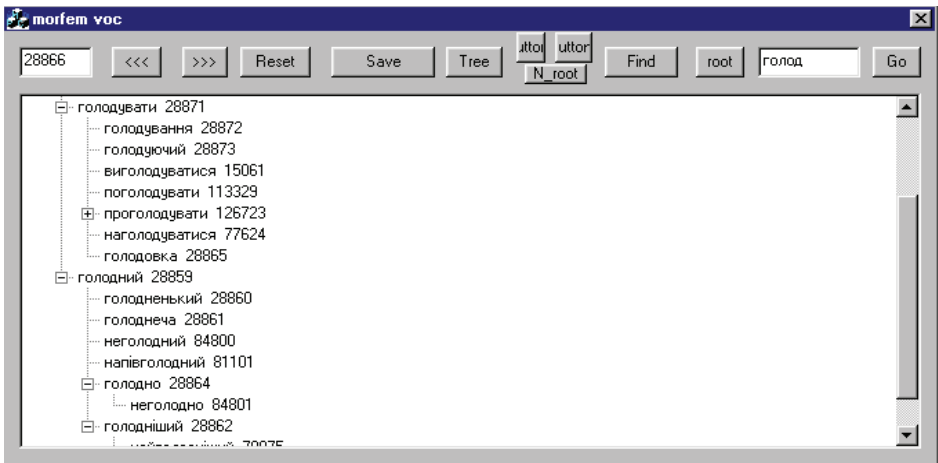 morfem voc
28866 <<< >>> Reset Save Tree uttor N_root Find root голод Go
голодувати 28871
голодування 28872
голодуючий 28873
виголодуватися 15061
поголодувати 113329
проголодувати 126723
наголодуватися 77624
голодовка 28865
голодний 28859
голодненький 28860
голоднеча 28861
неголодний 84800
напівголодний 81101
голодно 28864
неголодно 84801
голодніший 28862